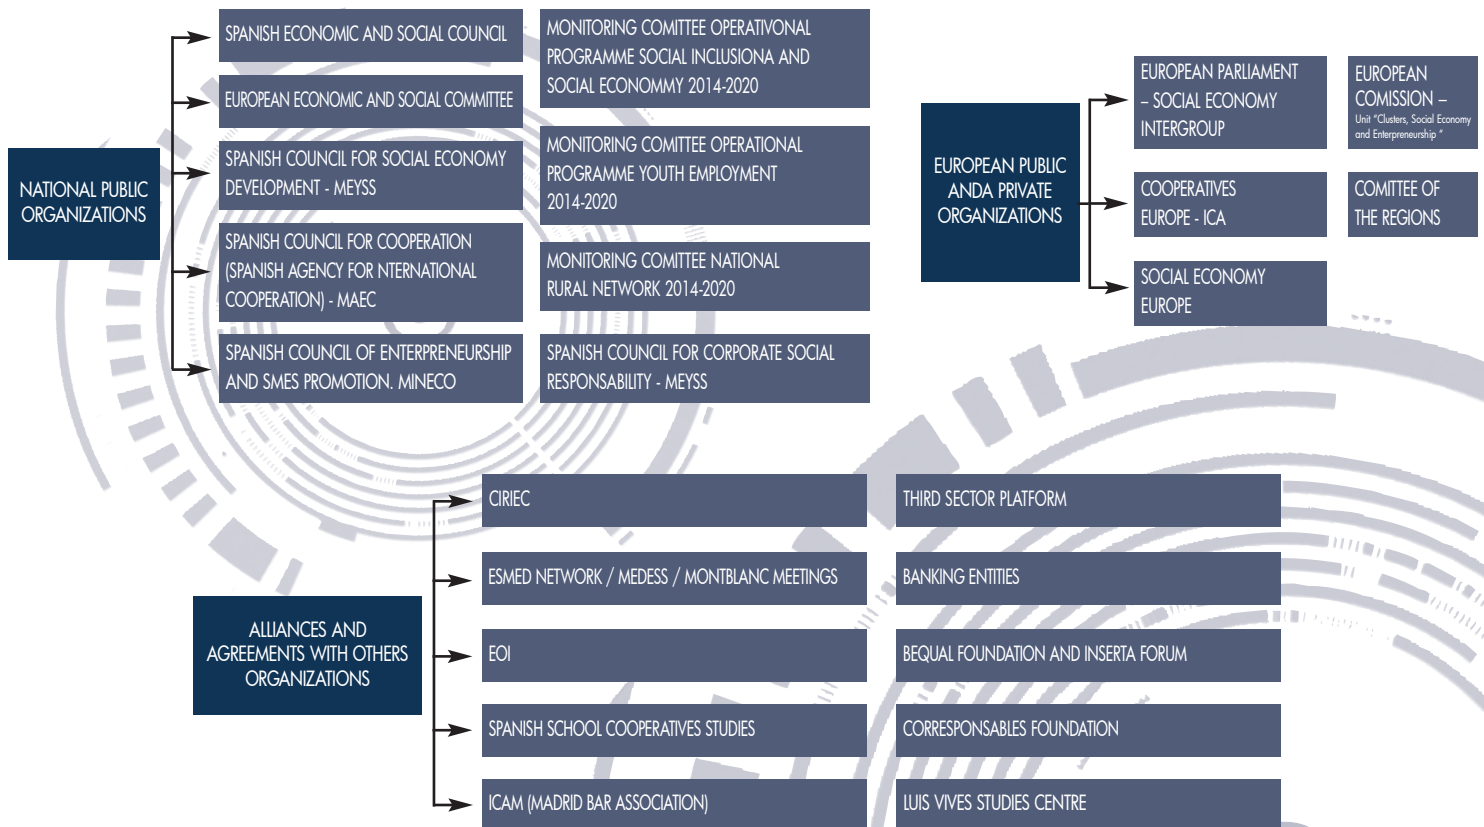 NATIONAL PUBLIC
ORGANIZATIONS
SPANISH ECONOMIC AND SOCIAL COUNCIL
EUROPEAN ECONOMIC AND SOCIAL COMMITTEE
SPANISH COUNCIL FOR SOCIAL ECONOMY
DEVELOPMENT - MEYSS
SPANISH COUNCIL FOR COOPERATION
(SPANISH AGENCY FOR NTERNATIONAL
COOPERATION) - MAEC
SPANISH COUNCIL OF ENTERPRENEURSHIP
AND SMES PROMOTION. MINECO
MONITORING COMITTEE OPERATIVONAL
PROGRAMME SOCIAL INCLUSIONA AND
SOCIAL ECONOMMY 2014-2020
MONITORING COMITTEE OPERATIONAL
PROGRAMME YOUTH EMPLOYMENT
2014-2020
MONITORING COMITTEE NATIONAL
RURAL NETWORK 2014-2020
SPANISH COUNCIL FOR CORPORATE SOCIAL
RESPONSABILITY - MEYSS
EUROPEAN PUBLIC
ANDA PRIVATE
ORGANIZATIONS
EUROPEAN PARLIAMENT
– SOCIAL ECONOMY
INTERGROUP
COOPERATIVES
EUROPE - ICA
SOCIAL ECONOMY
EUROPE
EUROPEAN
COMISSION –
Unit “Clusters, Social Economy
and Enterpreneurship ”
COMITTEE OF
THE REGIONS
ALLIANCES AND
AGREEMENTS WITH OTHERS
ORGANIZATIONS
CIRIEC
ESMED NETWORK / MEDESS / MONTBLANC MEETINGS
EOI
SPANISH SCHOOL COOPERATIVES STUDIES
ICAM (MADRID BAR ASSOCIATION)
THIRD SECTOR PLATFORM
BANKING ENTITIES
BEQUAL FOUNDATION AND INSERTA FORUM
CORRESPONSABLES FOUNDATION
LUIS VIVES STUDIES CENTRE